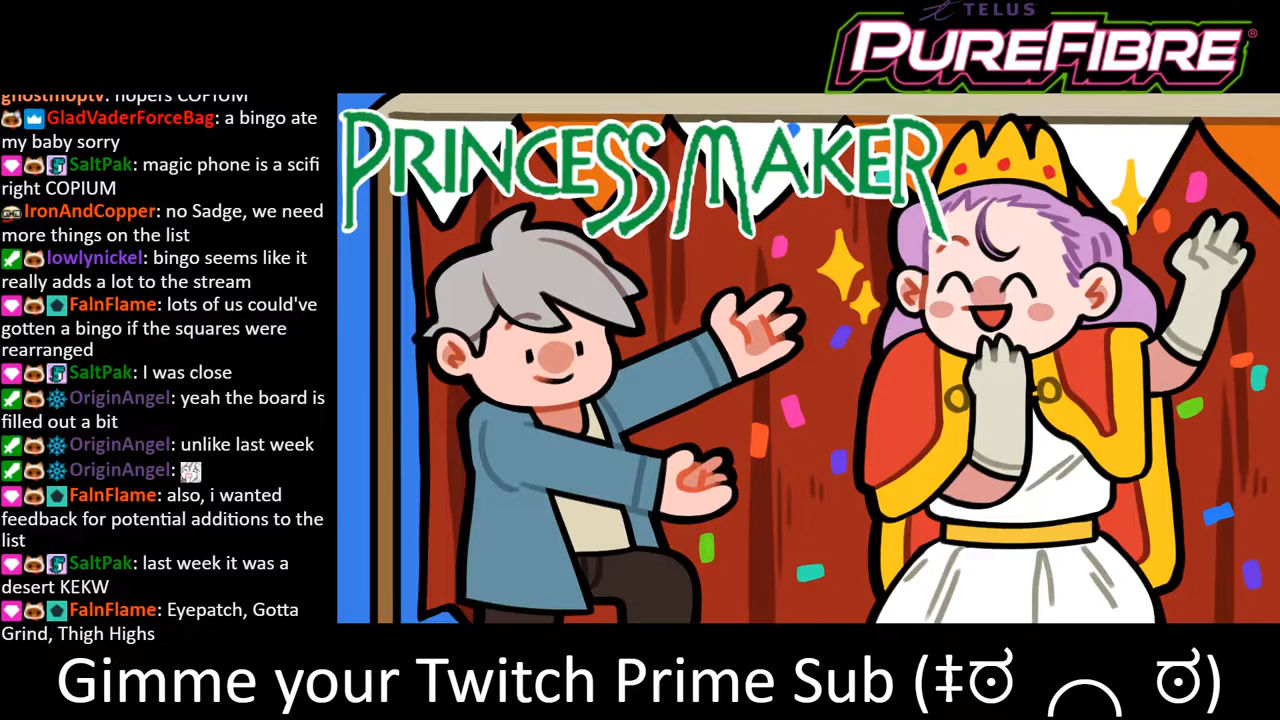 TELUS
PUREFIBRE®
ghostmoptv: hopers COPIUM
GladVaderForceBag: a bingo ate
my baby sorry
SaltPak: magic phone is a scifi
right COPIUM
IronAndCopper: no Sadge, we need
more things on the list
lowlynickel: bingo seems like it
really adds a lot to the stream
FalnFlame: lots of us could've
gotten a bingo if the squares were
rearranged
SaltPak: I was close
OriginAngel: yeah the board is
filled out a bit
OriginAngel: unlike last week
OriginAngel:
FalnFlame: also, i wanted
feedback for potential additions to the
list
SaltPak: last week it was a
desert KEKW
FalnFlame: Eyepatch, Gotta
Grind, Thigh Highs
PRINCESS MAKER
Gimme your Twitch Prime Sub (‡ಠ ⁔ ಠ)